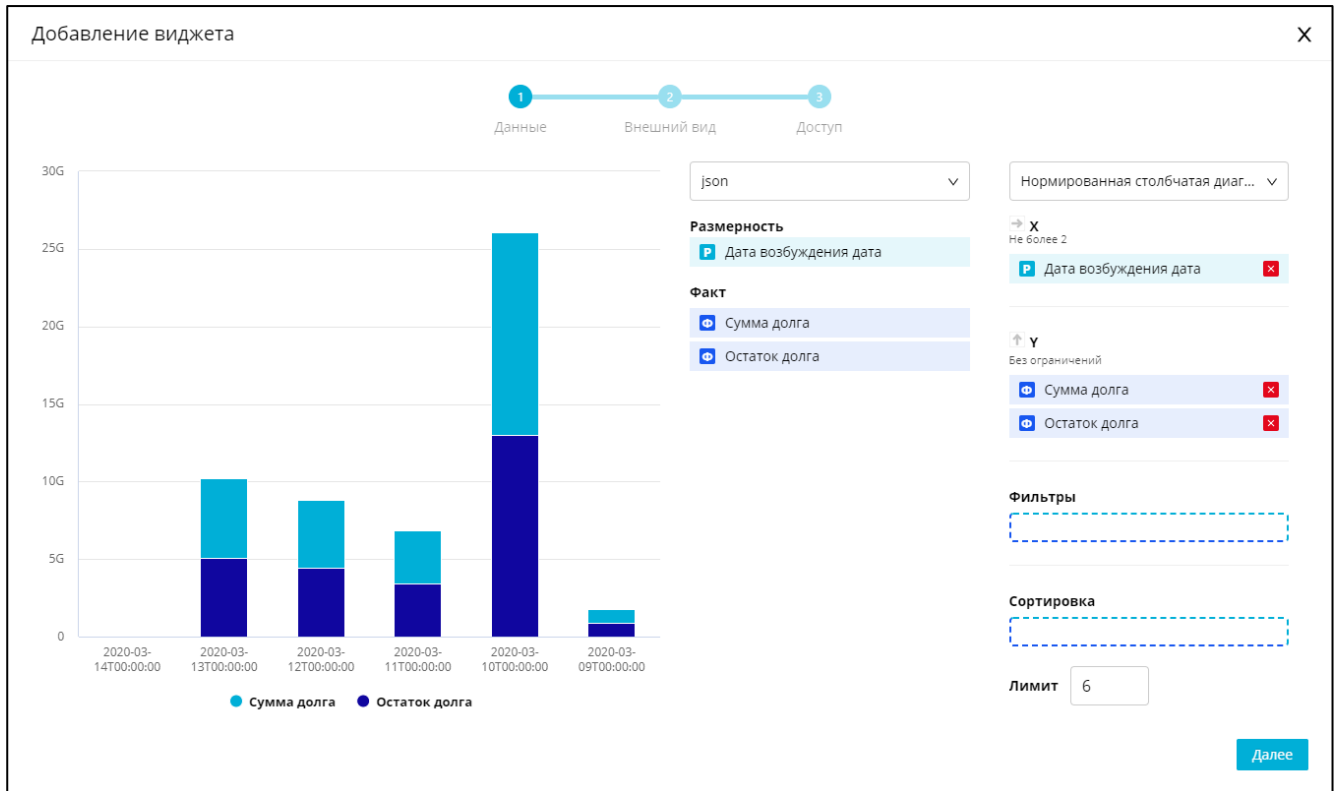 Добавление виджета
X
1
2
3
Данные
Внешний вид
Доступ
30G
25G
20G
15G
10G
5G
0
2020-03-
14T00:00:00
2020-03-
13T00:00:00
2020-03-
12T00:00:00
2020-03-
11T00:00:00
2020-03-
10T00:00:00
2020-03-
09T00:00:00
Сумма долга
Остаток долга
json
Размерность
Р Дата возбуждения дата
Факт
Ф Сумма долга
Ф Остаток долга
Нормированная столбчатая диаг...
X
Не более 2
Р Дата возбуждения дата
Y
Без ограничений
Ф Сумма долга
Ф Остаток долга
Фильтры
Сортировка
Лимит 6
Далее